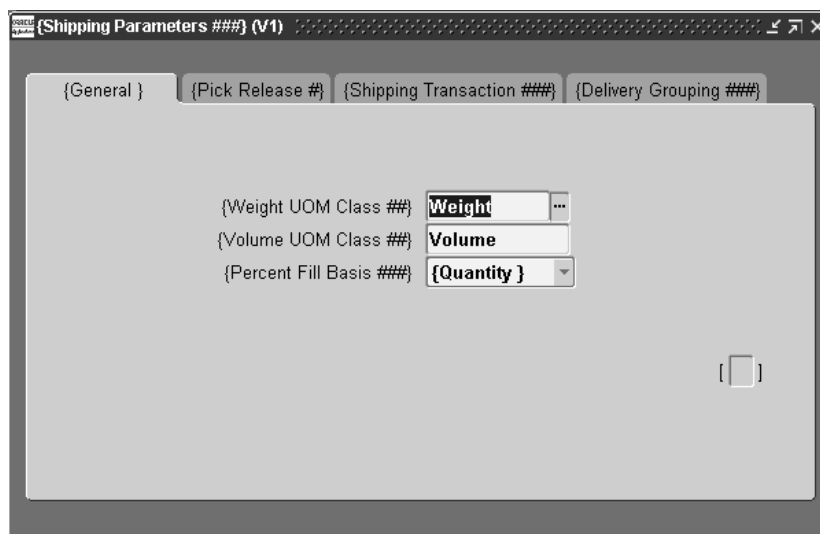 {Shipping Parameters ###} (V1)
{General } {Pick Release #} {Shipping Transaction ###} {Delivery Grouping ###}
{Weight UOM Class ##} Weight ...
{Volume UOM Class ##} Volume
{Percent Fill Basis ###} {Quantity }
[ ]